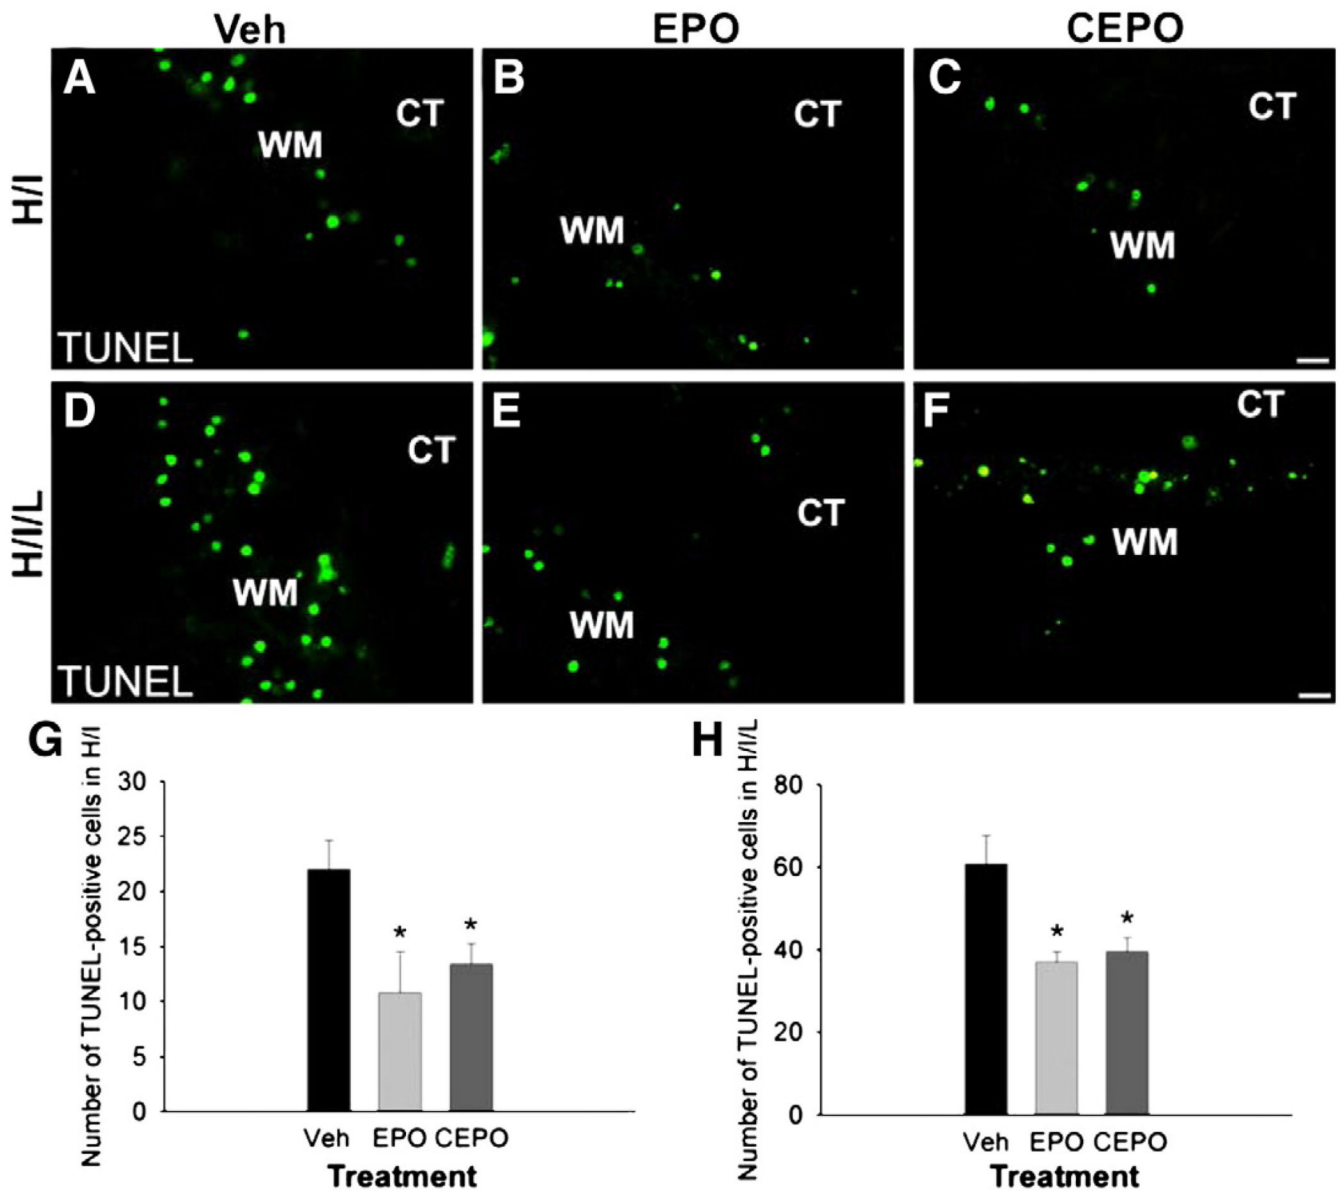 Veh EPO CEPO
H/I
A WM CT TUNEL
B WM CT
C CT WM
H/I/L
D CT WM TUNEL
E CT WM
F CT WM
G
Number of TUNEL-positive cells in H/I
30
25
20
15
10
5
0
* *
Veh EPO CEPO
Treatment
H
Number of TUNEL-positive cells in H/I/L
80
60
40
20
0
* *
Veh EPO CEPO
Treatment